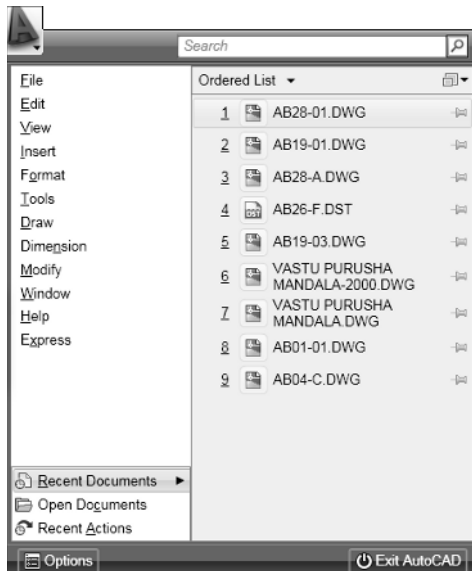 Search
File
Edit
View
Insert
Format
Tools
Draw
Dimension
Modify
Window
Help
Express
Recent Documents
Open Documents
Recent Actions
Ordered List
1 AB28-01.DWG
2 AB19-01.DWG
3 AB28-A.DWG
4 DST AB26-F.DST
5 AB19-03.DWG
6 VASTU PURUSHA
MANDALA-2000.DWG
7 VASTU PURUSHA
MANDALA.DWG
8 AB01-01.DWG
9 AB04-C.DWG
Options
Exit AutoCAD